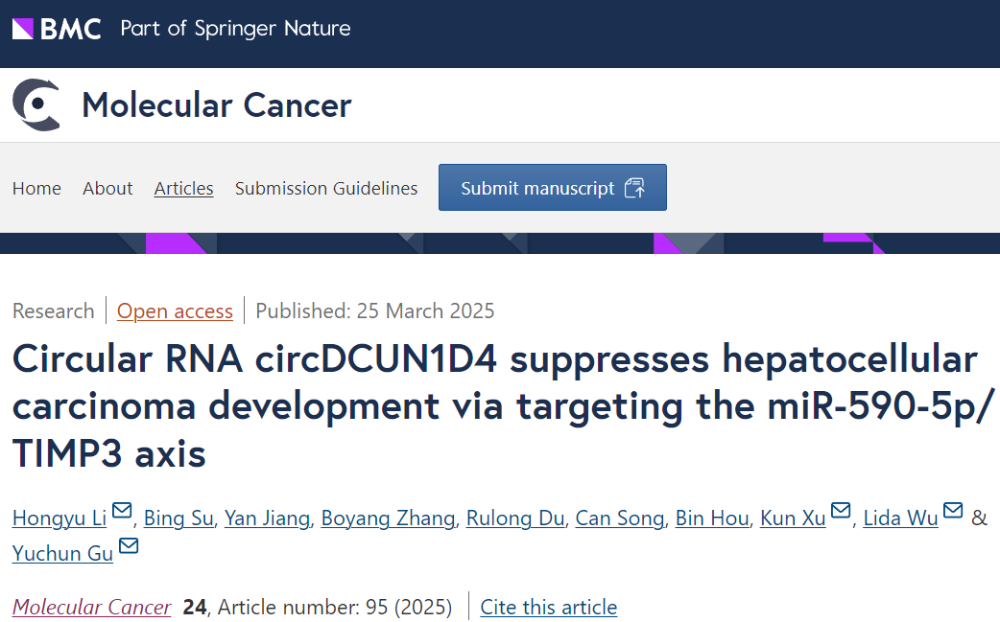 BMC Part of Springer Nature
Molecular Cancer
Home About Articles Submission Guidelines Submit manuscript
Research Open access Published: 25 March 2025
Circular RNA circDCUN1D4 suppresses hepatocellular
carcinoma development via targeting the miR-590-5p/
TIMP3 axis
Hongyu Li, Bing Su, Yan Jiang, Boyang Zhang, Rulong Du, Can Song, Bin Hou, Kun Xu, Lida Wu &
Yuchun Gu
Molecular Cancer 24, Article number: 95 (2025) Cite this article